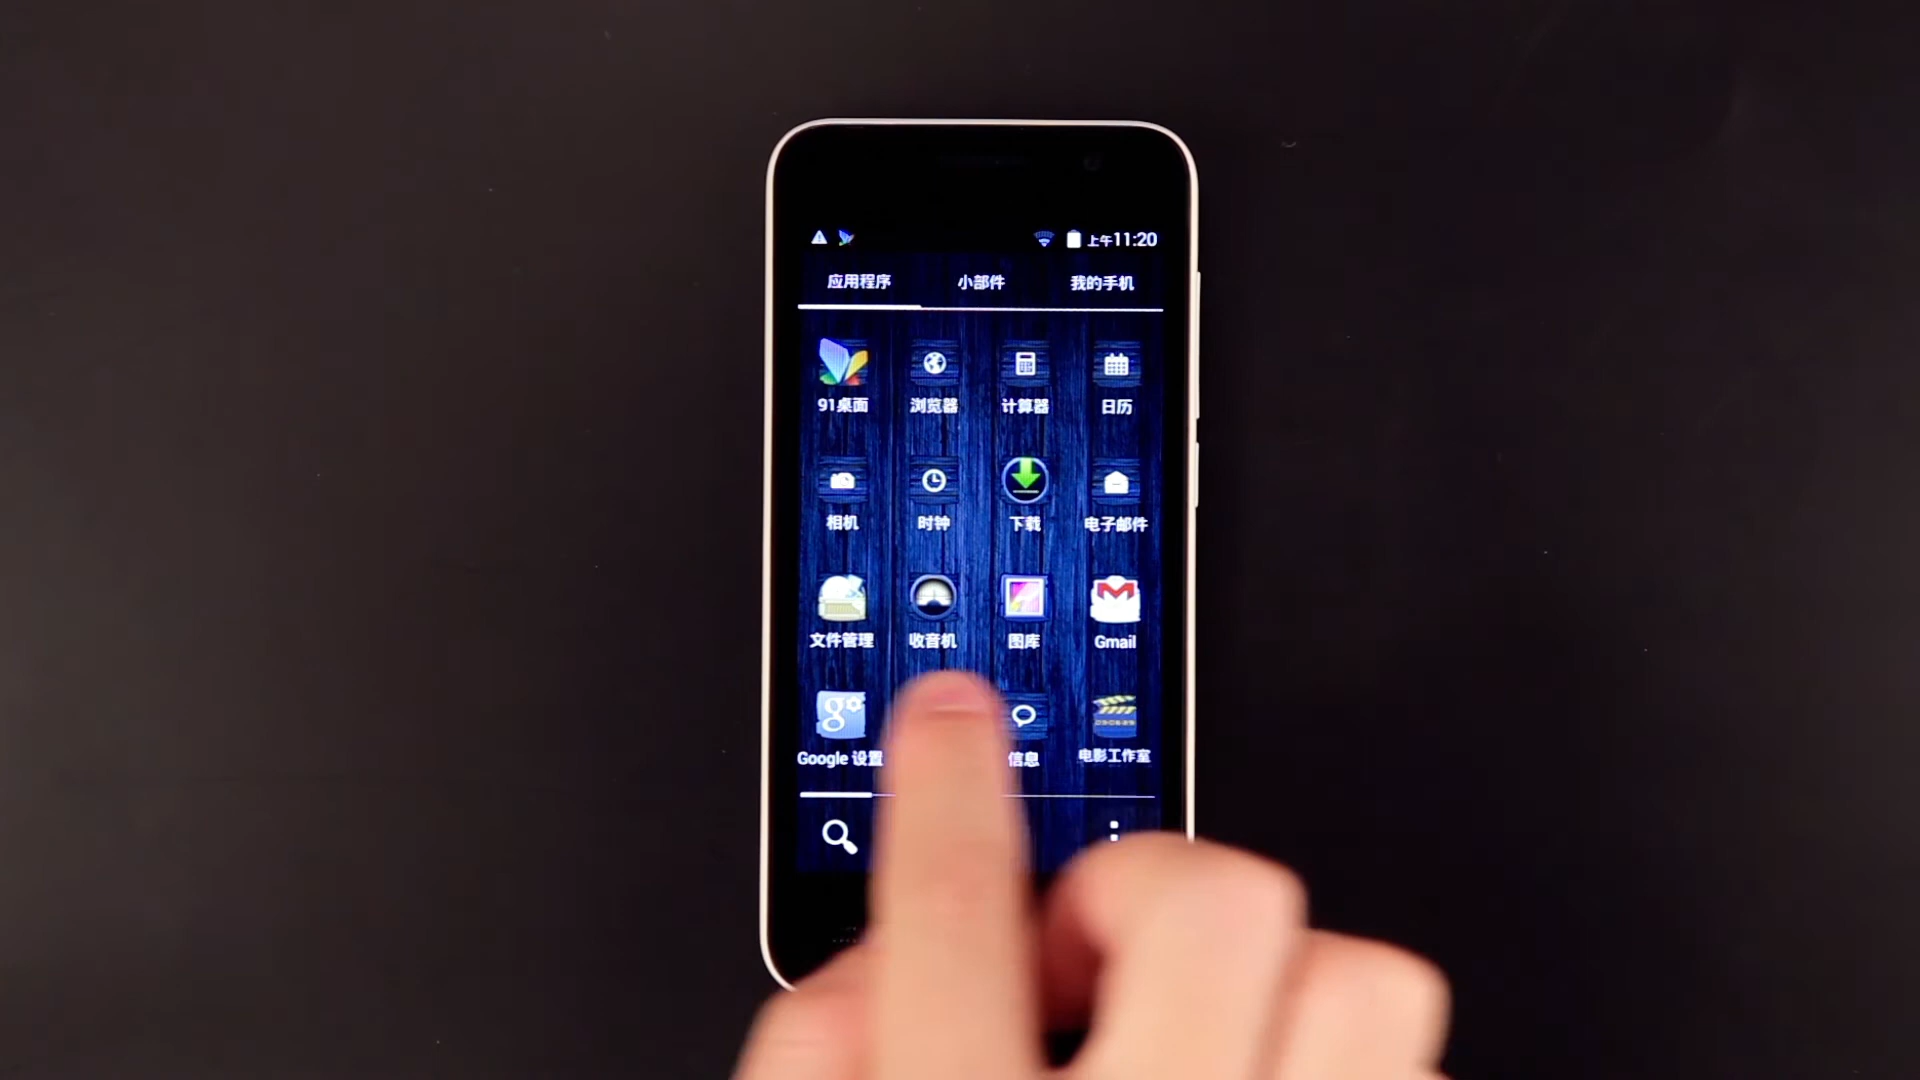 上午11:20
应用程序 小部件 我的手机
91桌面 浏览器 计算器 日历
相机 时钟 下载 电子邮件
文件管理 收音机 图库 Gmail
Google 设置 信息 电影工作室